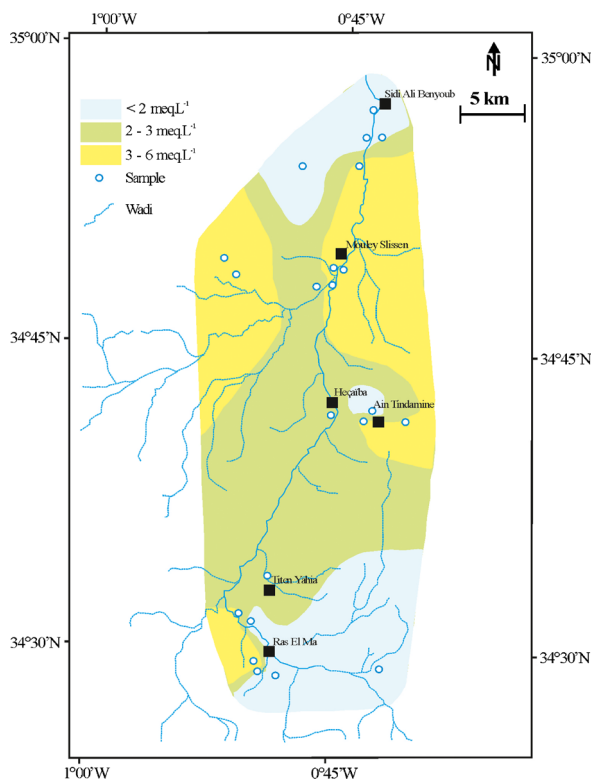 1°00'W 0°45'W
35°00'N
35°00'N
N
5 km
< 2 meq.L⁻¹
2 - 3 meq.L⁻¹
3 - 6 meq.L⁻¹
Sample
Wadi
Sidi Ali Benyoub
Mouley Slissen
34°45'N
34°45'N
Heçaïba
Ain Tindamine
Titen Yahia
Ras El Ma
34°30'N
34°30'N
1°00'W 0°45'W